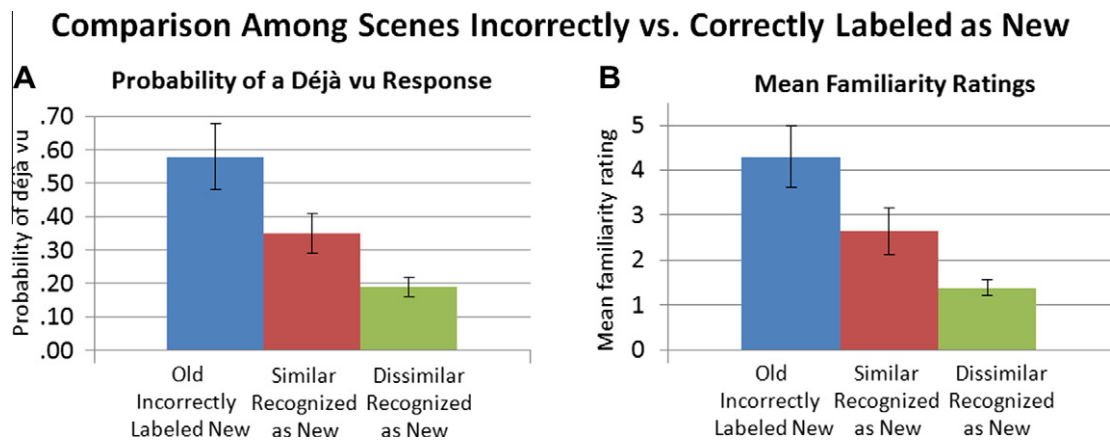 Comparison Among Scenes Incorrectly vs. Correctly Labeled as New
A
Probability of a Déjà vu Response
Probability of déjà vu
.70
.60
.50
.40
.30
.20
.10
.00
Old
Incorrectly
Labeled New
Similar
Recognized
as New
Dissimilar
Recognized
as New
B
Mean Familiarity Ratings
Mean familiarity rating
5
4
3
2
1
0
Old
Incorrectly
Labeled New
Similar
Recognized
as New
Dissimilar
Recognized
as New